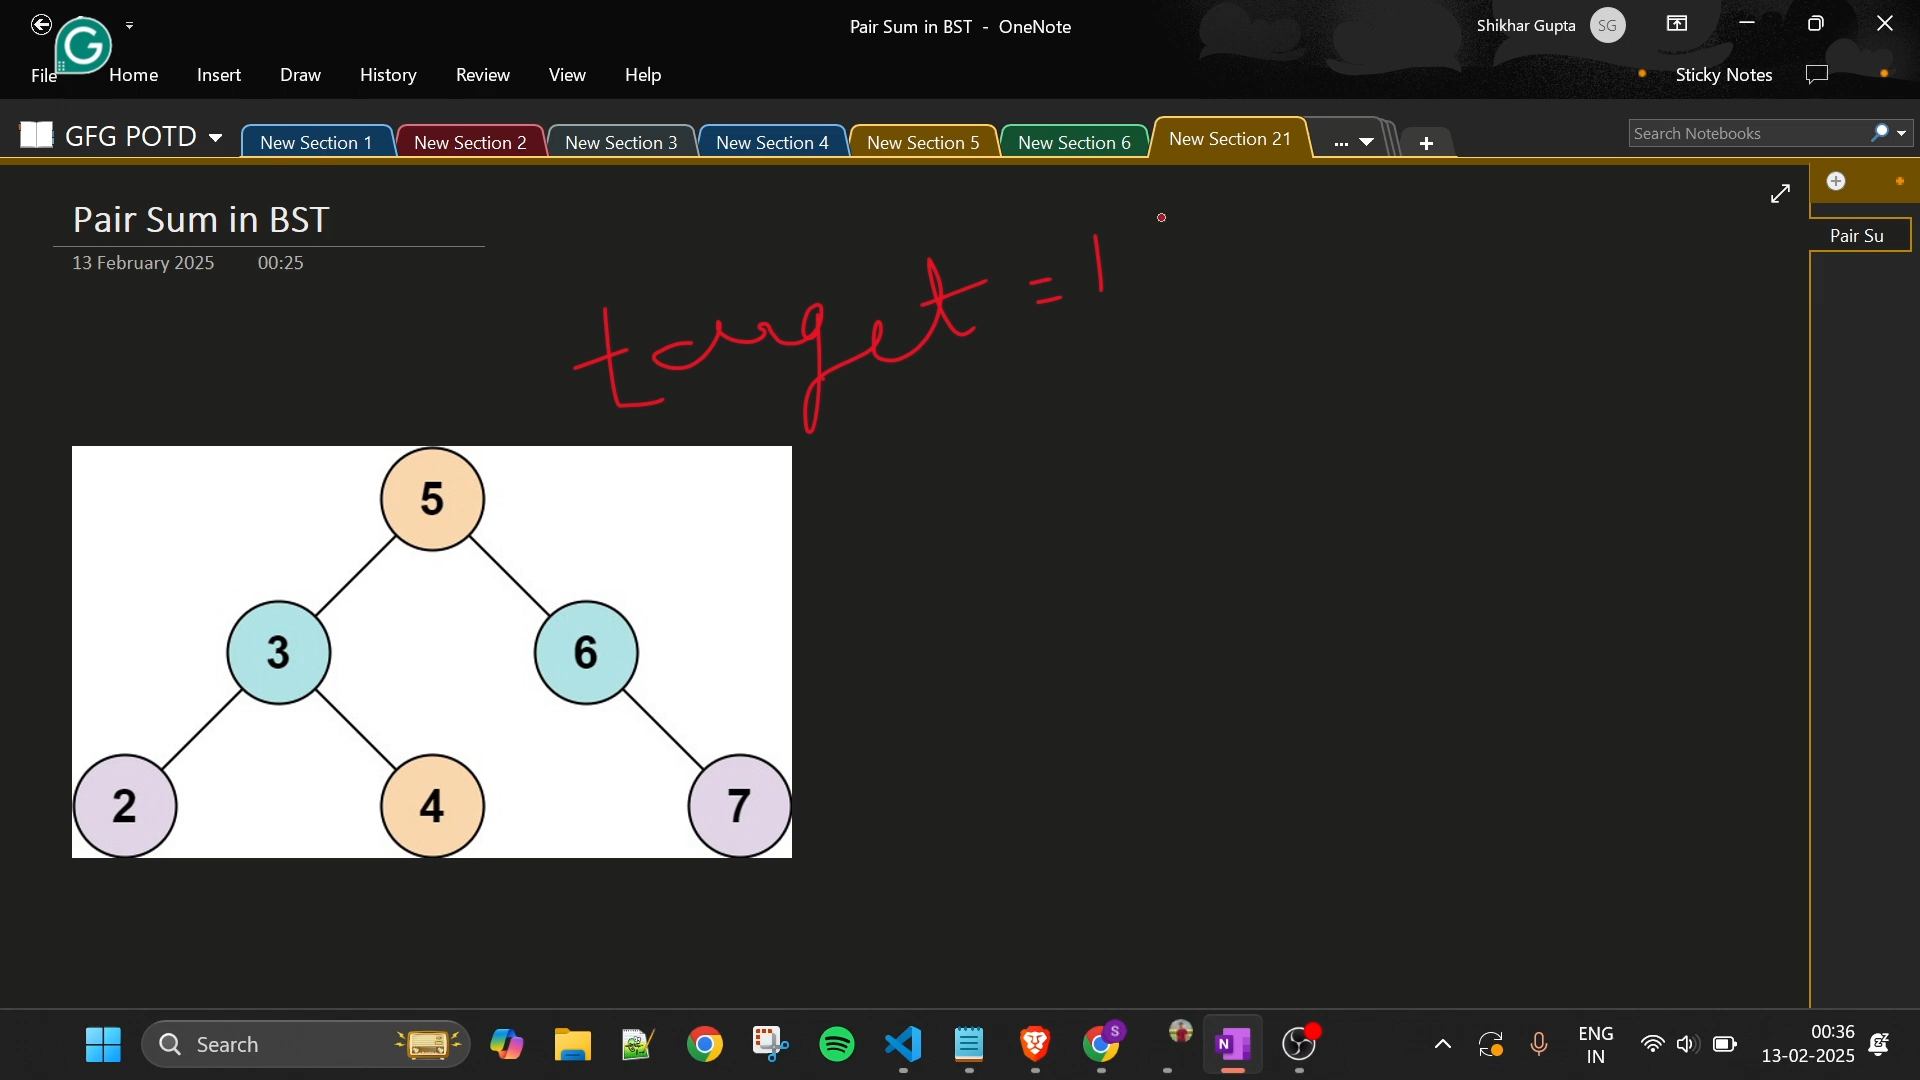 Pair Sum in BST - OneNote
Shikhar Gupta SG
G
File Home Insert Draw History Review View Help
Sticky Notes
GFG POTD
New Section 1 New Section 2 New Section 3 New Section 4 New Section 5 New Section 6 New Section 21 ... +
Search Notebooks
Pair Sum in BST
Pair Su
13 February 2025 00:25
target = 1
5
3 6
2 4 7
Search
S
N
ENG
IN
00:36
13-02-2025